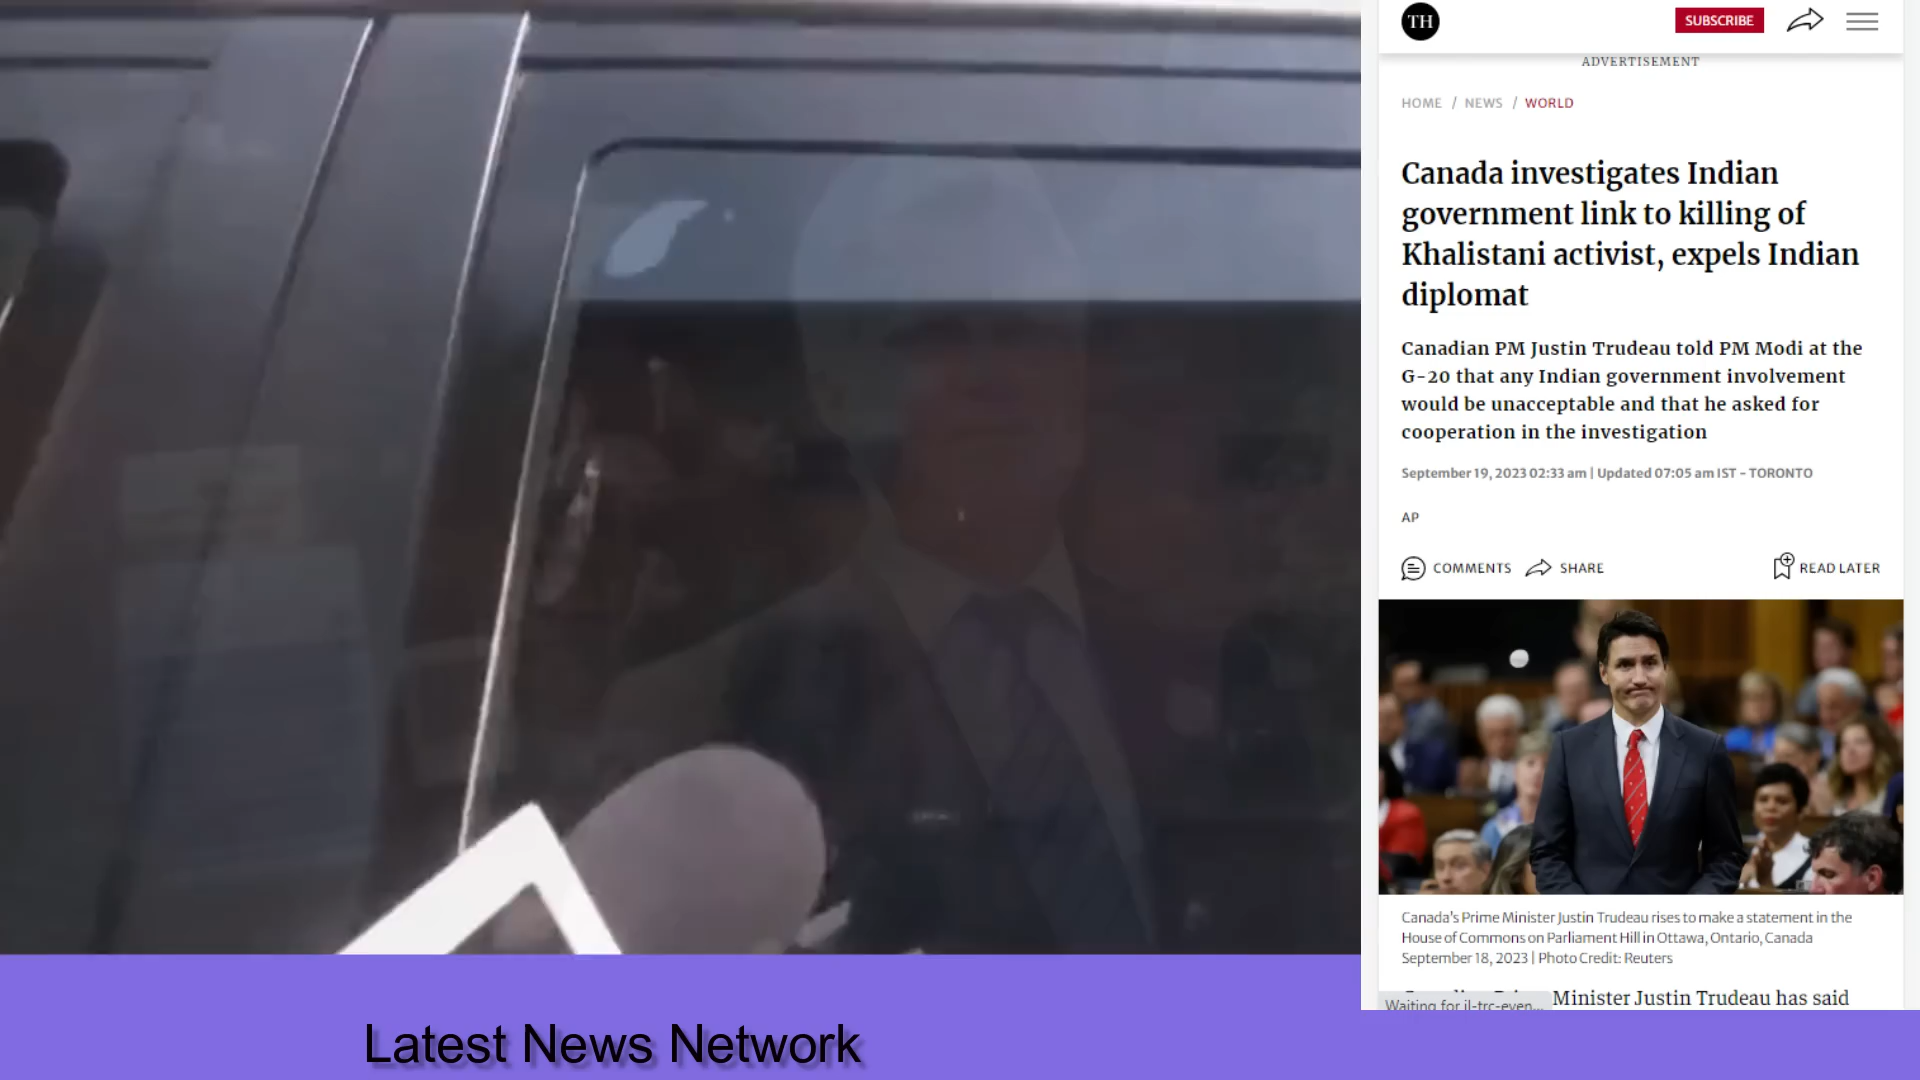 TH
SUBSCRIBE
ADVERTISEMENT
HOME / NEWS / WORLD
Canada investigates Indian
government link to killing of
Khalistani activist, expels Indian
diplomat
Canadian PM Justin Trudeau told PM Modi at the
G-20 that any Indian government involvement
would be unacceptable and that he asked for
cooperation in the investigation
September 19, 2023 02:33 am | Updated 07:05 am IST - TORONTO
AP
COMMENTS SHARE READ LATER
Canada's Prime Minister Justin Trudeau rises to make a statement in the
House of Commons on Parliament Hill in Ottawa, Ontario, Canada
September 18, 2023 | Photo Credit: Reuters
Minister Justin Trudeau has said
Waiting for jl-trc-even...
Latest News Network